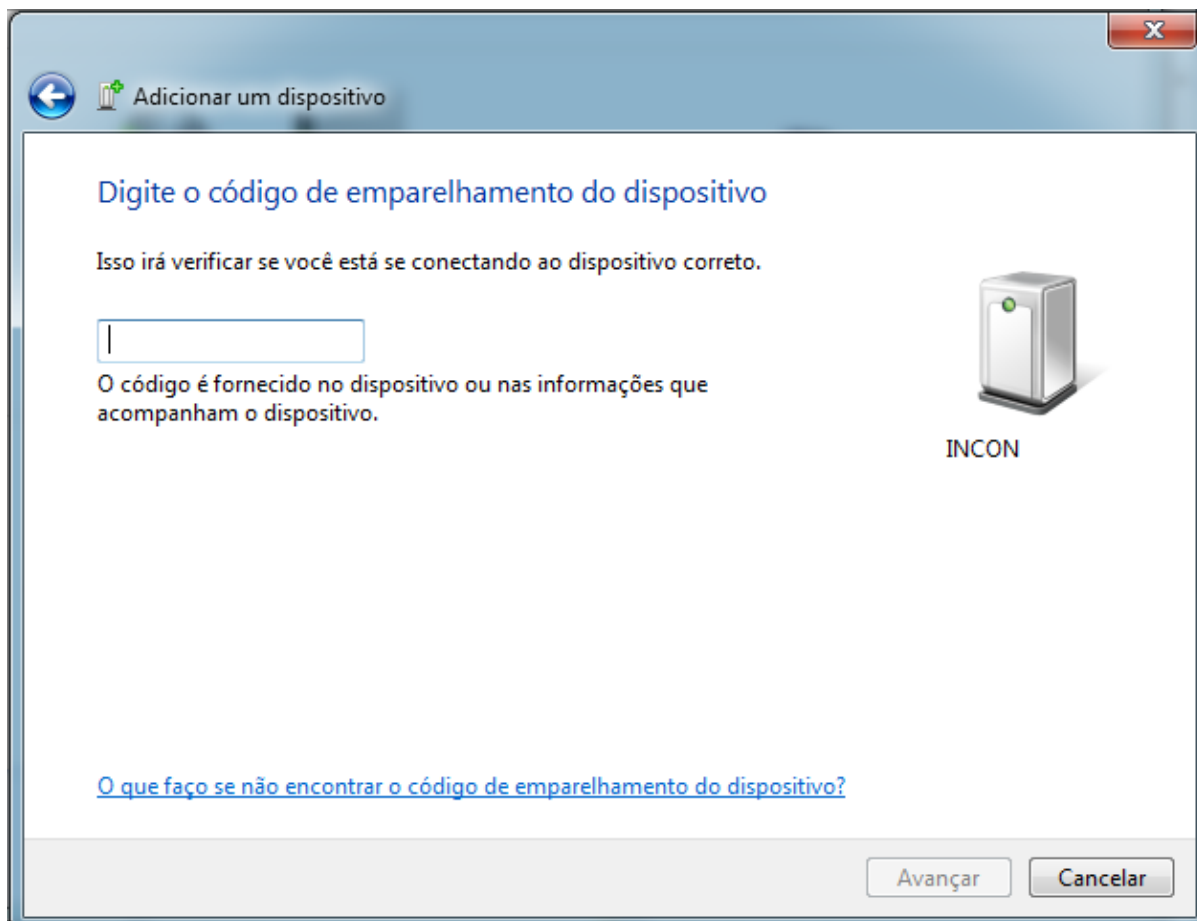 x
Adicionar um dispositivo
Digite o código de emparelhamento do dispositivo
Isso irá verificar se você está se conectando ao dispositivo correto.
O código é fornecido no dispositivo ou nas informações que
acompanham o dispositivo.
INCON
O que faço se não encontrar o código de emparelhamento do dispositivo?
Avançar
Cancelar